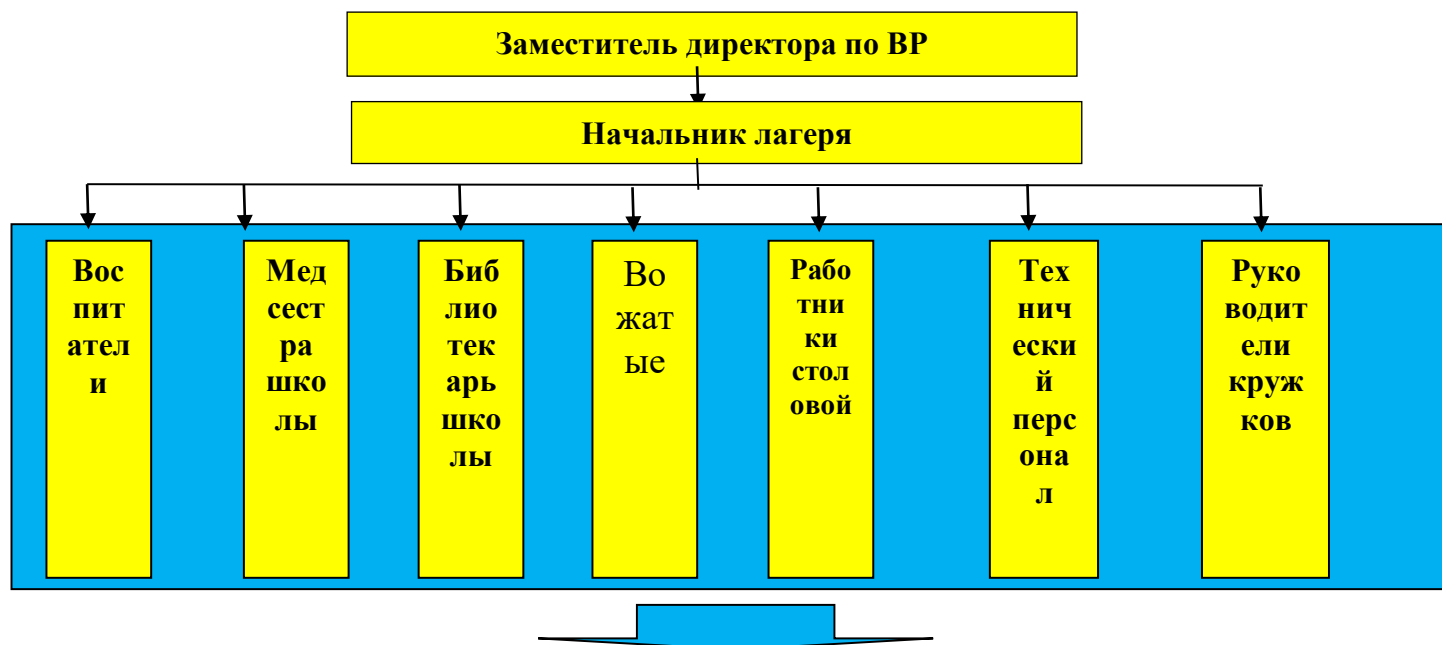 Заместитель директора по ВР
Начальник лагеря
Вос
пит
ател
и
Мед
сест
ра
шко
лы
Биб
лио
тек
арь
шко
лы
Во
жат
ые
Рабо
тни
ки
стол
овой
Тех
нич
ески
й
перс
она
л
Руко
водит
ели
круж
ков